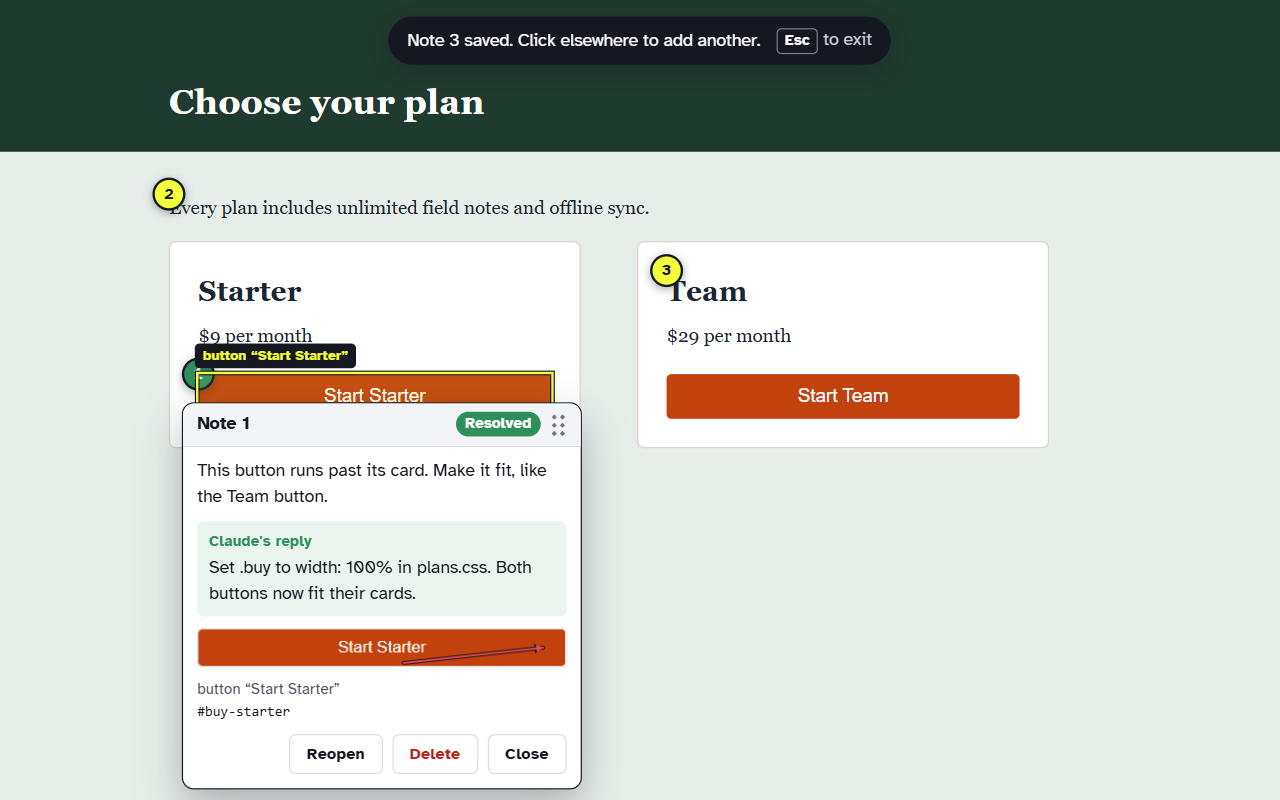 Note 3 saved. Click elsewhere to add another. Esc to exit
Choose your plan
2
Every plan includes unlimited field notes and offline sync.
Starter
$9 per month
button “Start Starter”
Start Starter
3
Team
$29 per month
Start Team
Note 1
Resolved
This button runs past its card. Make it fit, like
the Team button.
Claude's reply
Set .buy to width: 100% in plans.css. Both
buttons now fit their cards.
Start Starter
button “Start Starter”
#buy-starter
Reopen
Delete
Close